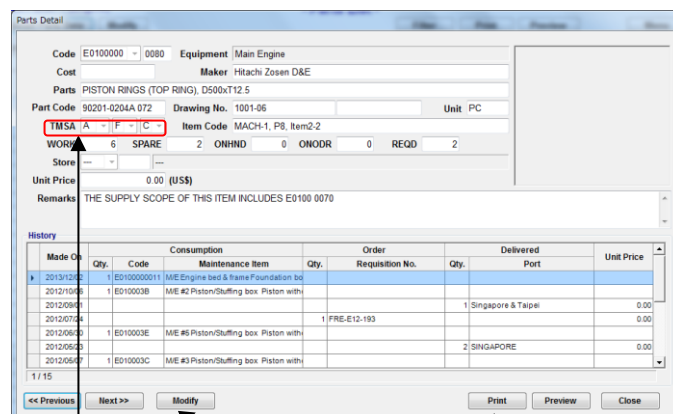 Parts Detail
Code E0100000 0080 Equipment Main Engine
Cost Maker Hitachi Zosen D&E
Parts PISTON RINGS (TOP RING), D500xT12.5
Part Code 90201-0204A 072 Drawing No. 1001-06 Unit PC
TMSA A F C Item Code MACH-1, P8, Item2-2
WORK 6 SPARE 2 ONHND 0 ONODR 0 REQD 2
Store --- ---
Unit Price 0.00 (US$)
Remarks THE SUPPLY SCOPE OF THIS ITEM INCLUDES E0100 0070
History
Made On Consumption Order Delivered Unit Price
Qty. Code Maintenance Item Qty. Requisition No. Qty. Port
2013/12/02 1 E0100000011 M/E Engine bed & frame Foundation bo
2012/10/06 1 E010003B M/E #2 Piston/Stuffing box Piston with
2012/09/01 1 Singapore & Taipei 0.00
2012/07/24 1 FRE-E12-193 0.00
2012/06/30 1 E010003E M/E #5 Piston/Stuffing box Piston with
2012/05/23 2 SINGAPORE 0.00
2012/05/07 1 E010003C M/E #3 Piston/Stuffing box Piston with
1 / 15
<< Previous Next >> Modify Print Preview Close